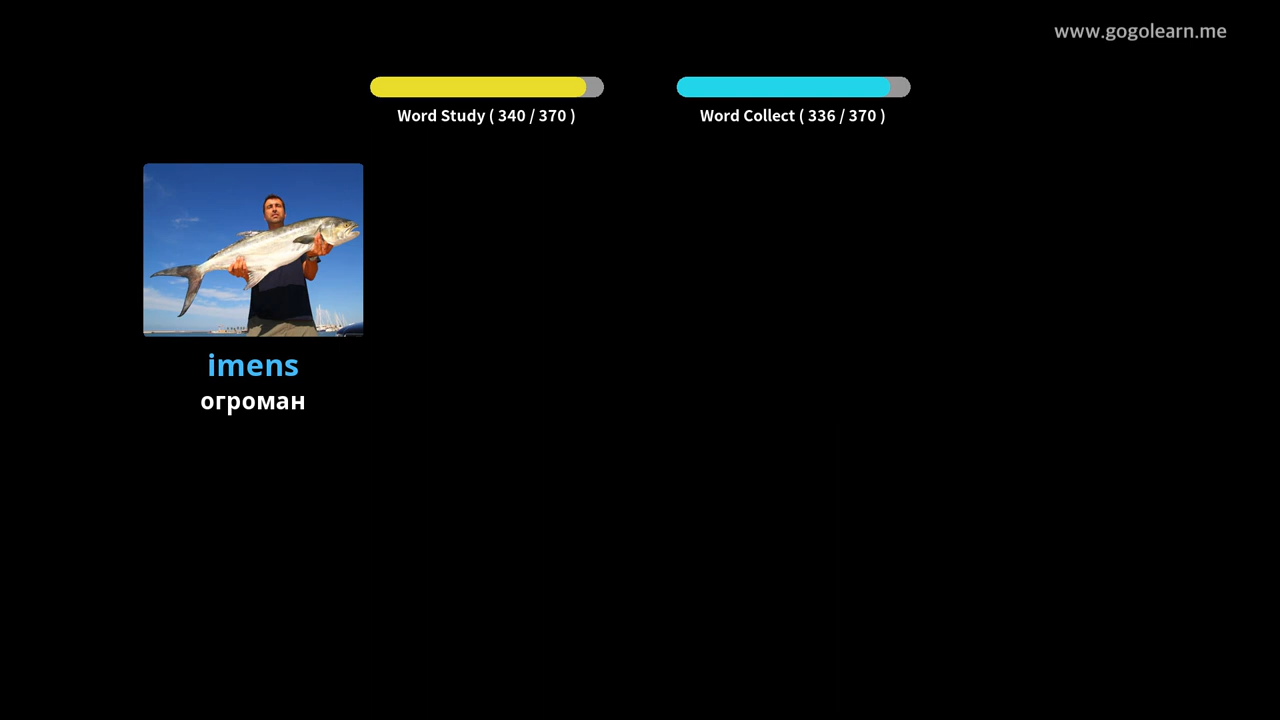 www.gogolearn.me
Word Study ( 340 / 370 )
Word Collect ( 336 / 370 )
imens
огроман